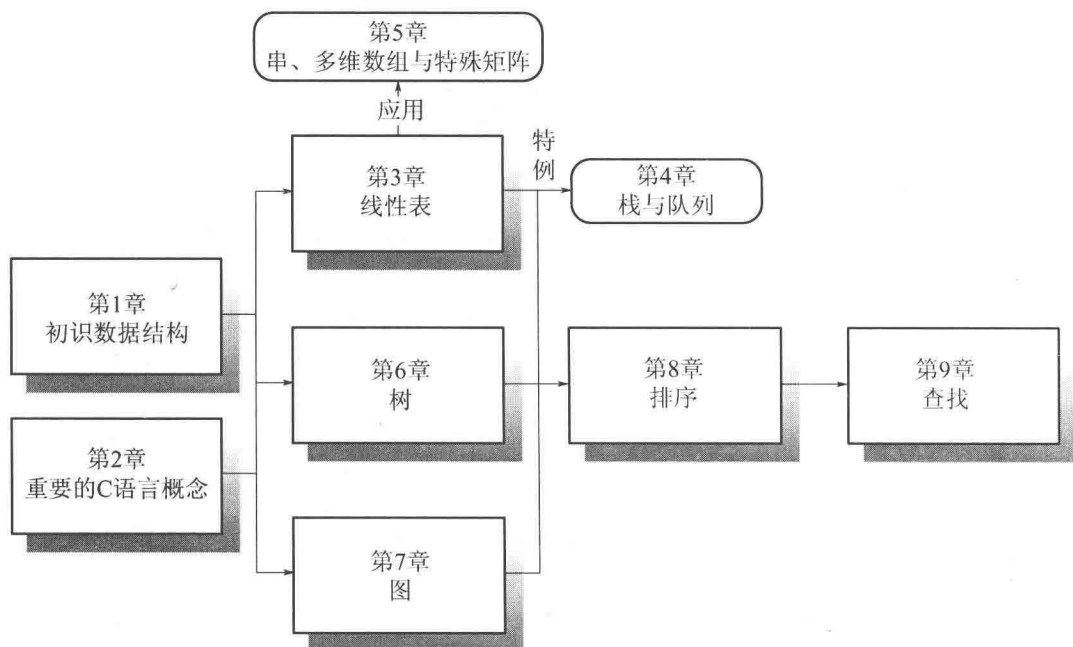 第5章
串、多维数组与特殊矩阵
应用
特例
第3章
线性表
第4章
栈与队列
第1章
初识数据结构
第6章
树
第8章
排序
第9章
查找
第2章
重要的C语言概念
第7章
图